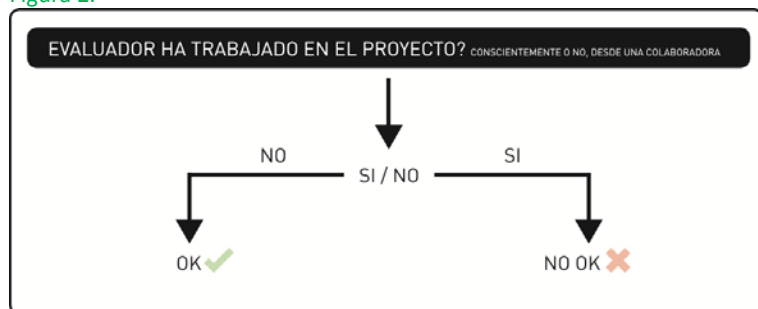 Figura 2.
EVALUADOR HA TRABAJADO EN EL PROYECTO? CONSCIENTEMENTE O NO, DESDE UNA COLABORADORA
NO
SI
SI / NO
OK
NO OK